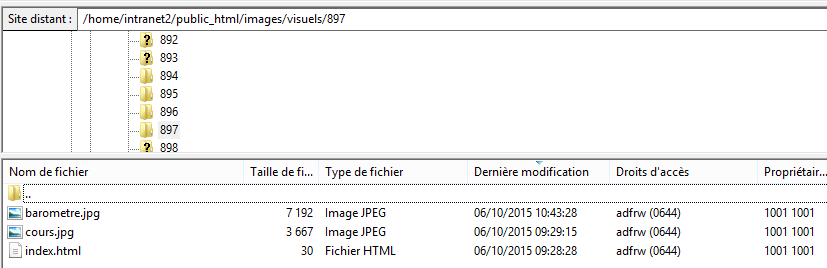 Site distant : /home/intranet2/public_html/images/visuels/897
? 892
? 893
894
895
896
897
? 898
Nom de fichier Taille de fi... Type de fichier Dernière modification Droits d'accès Propriétair...
..
barometre.jpg 7 192 Image JPEG 06/10/2015 10:43:28 adfrw (0644) 1001 1001
cours.jpg 3 667 Image JPEG 06/10/2015 09:29:15 adfrw (0644) 1001 1001
index.html 30 Fichier HTML 06/10/2015 09:28:28 adfrw (0644) 1001 1001